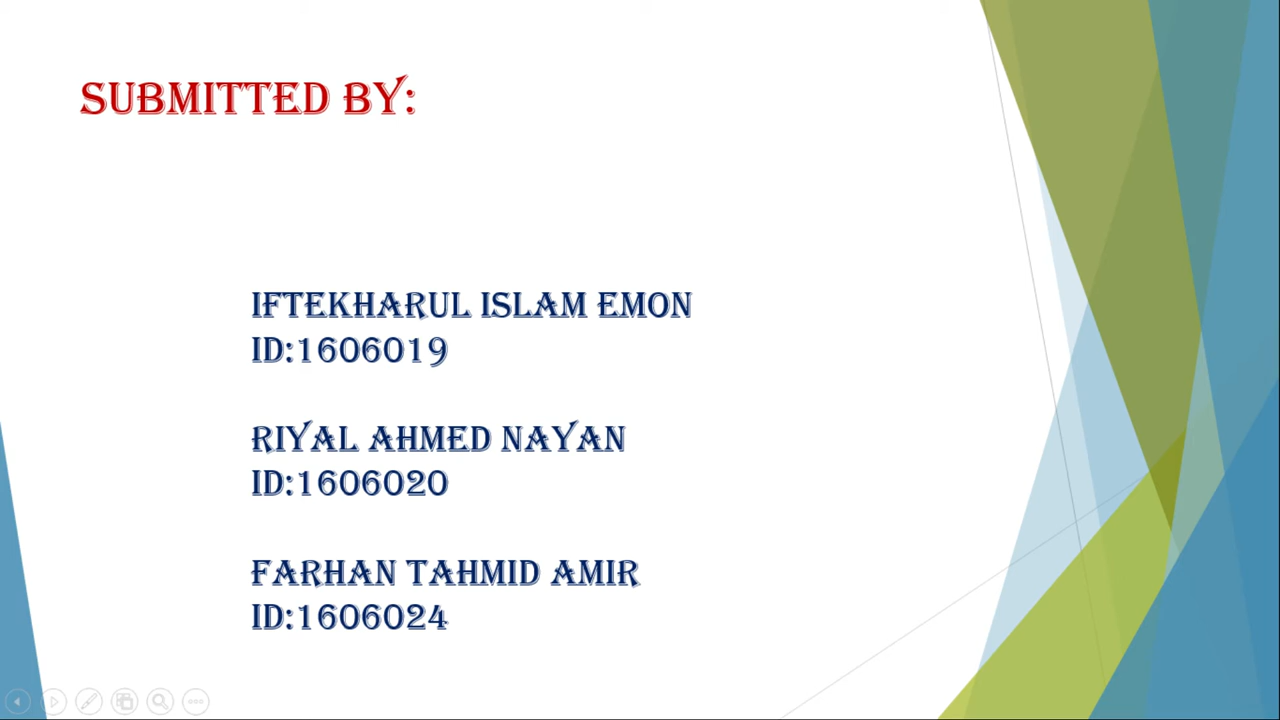 SUBMITTED BY:
IFTEKHARUL ISLAM EMON
ID:1606019
RIYAL AHMED NAYAN
ID:1606020
FARHAN TAHMID AMIR
ID:1606024